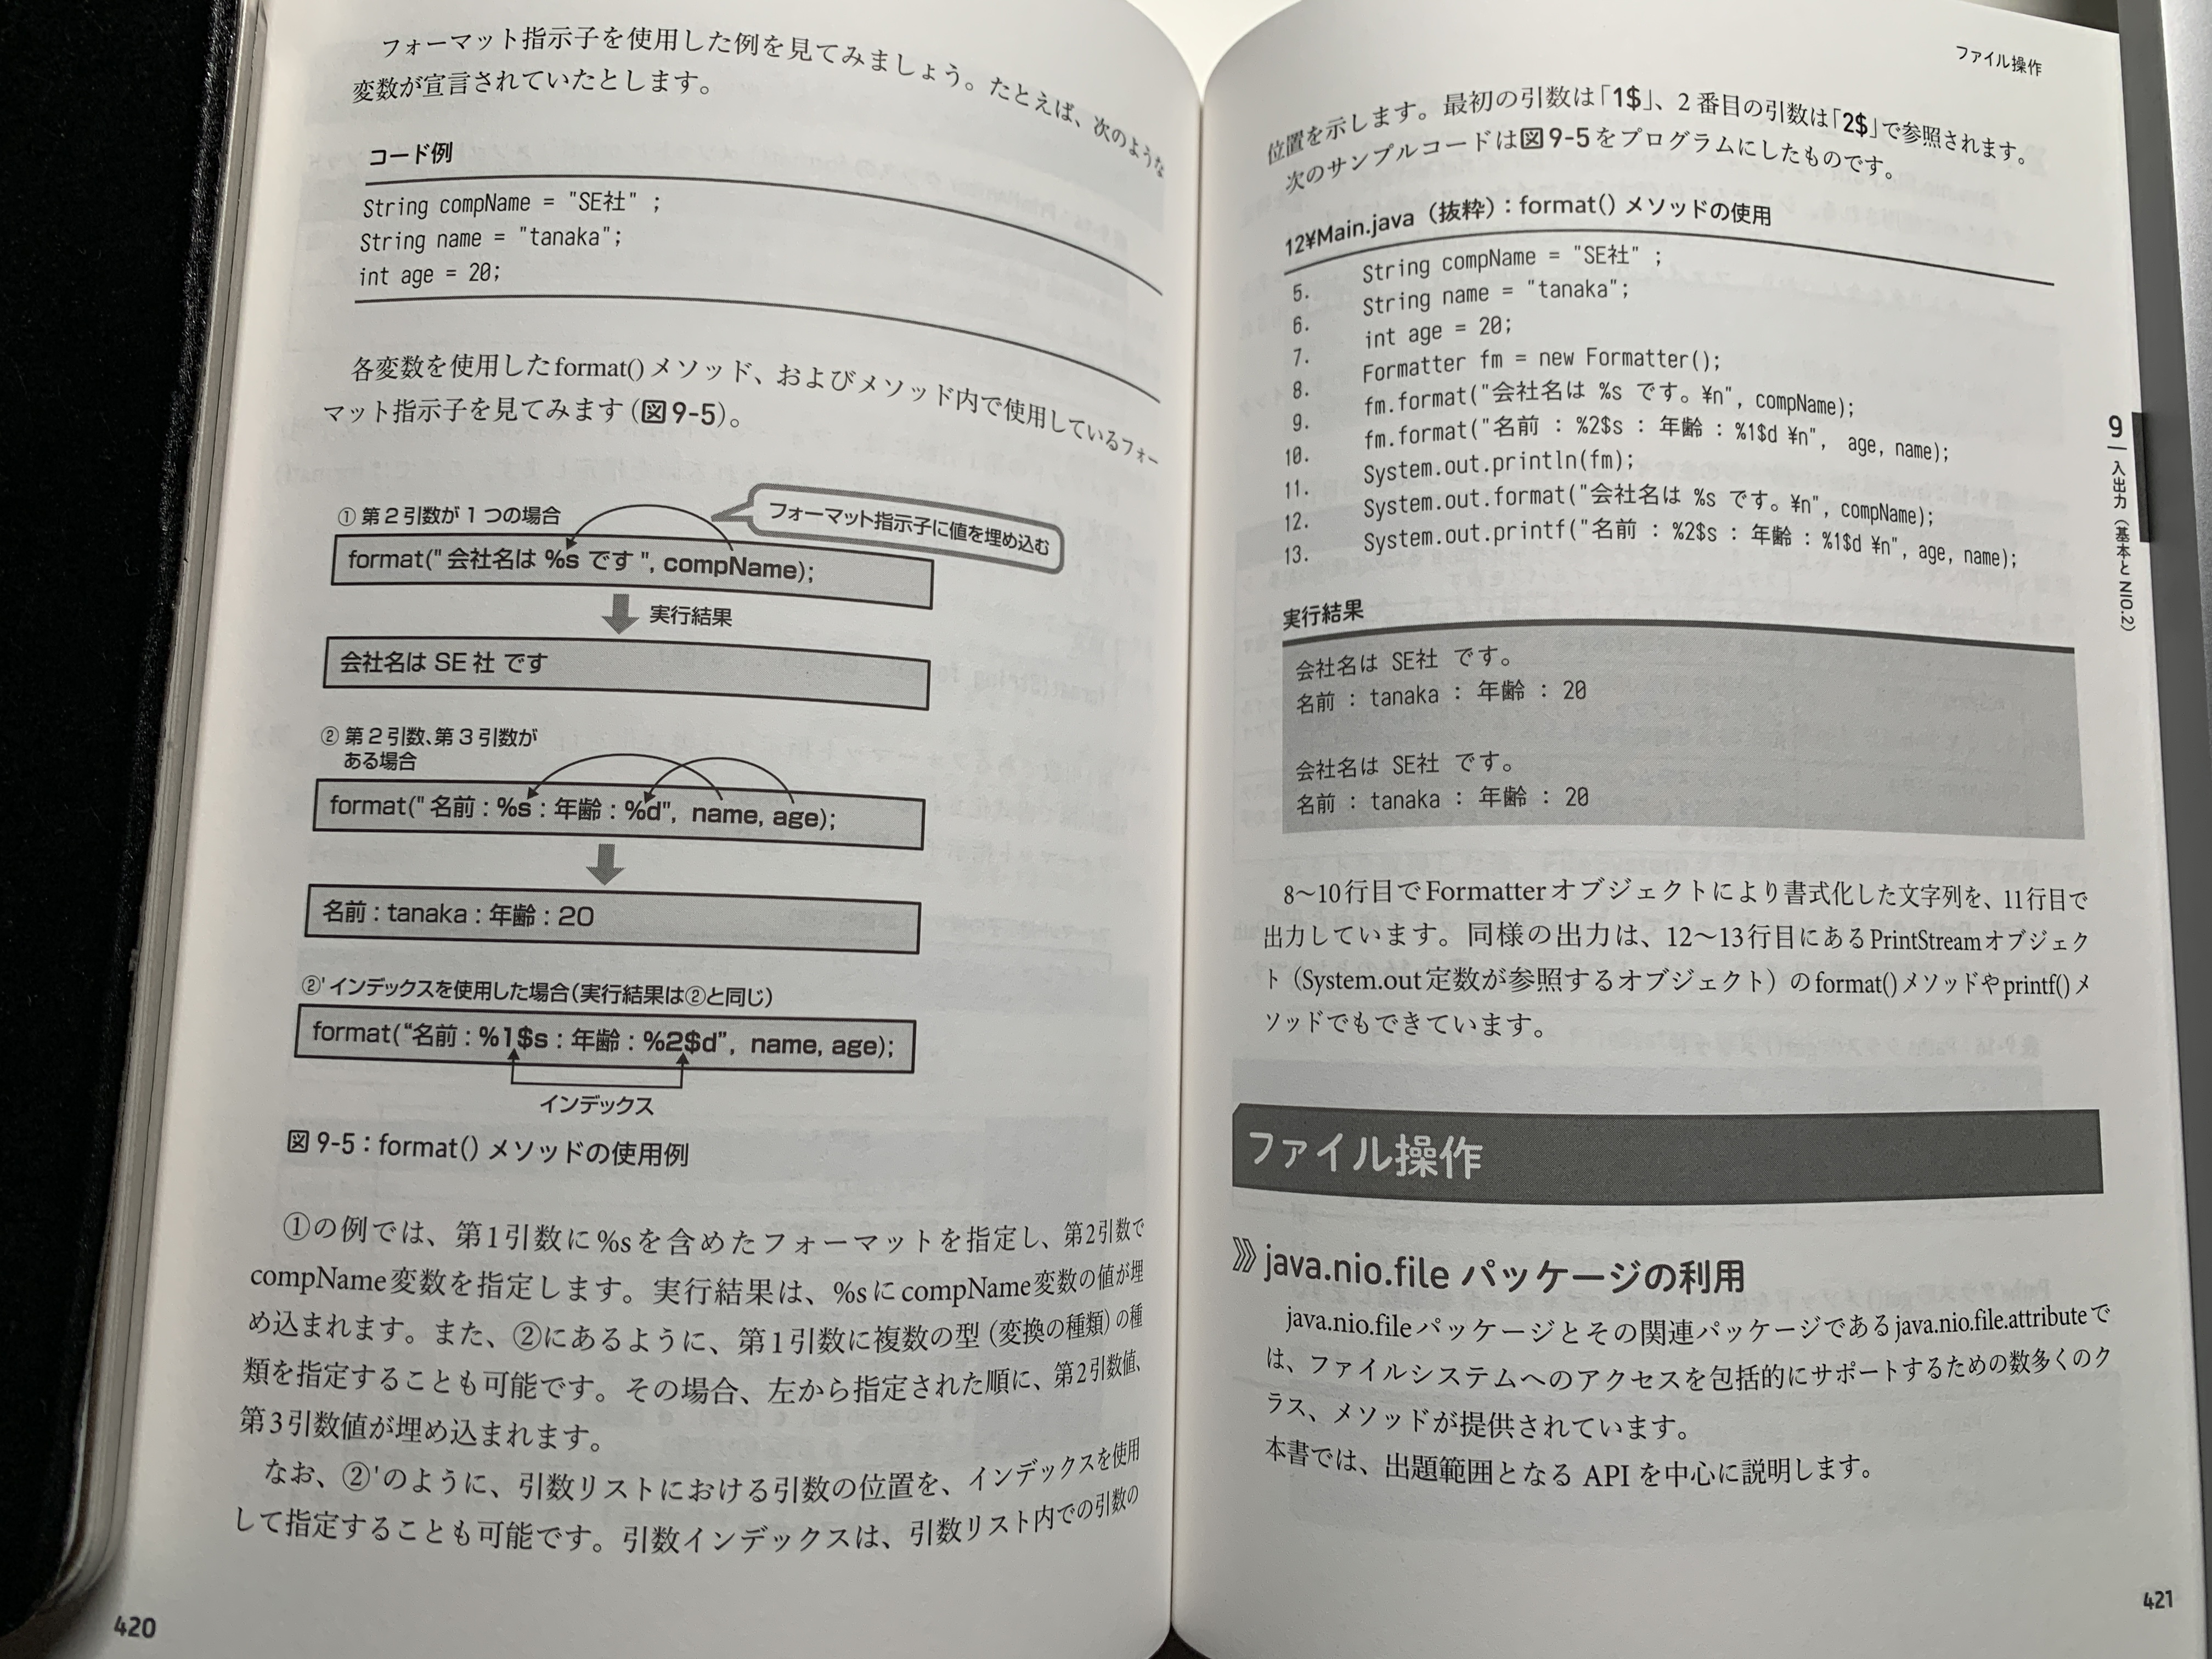 フォーマット指示子を使用した例を見てみましょう。たとえば、次のような
変数が宣言されていたとします。
コード例
String compName = "SE社" ;
String name = "tanaka";
int age = 20;
各変数を使用したformat()メソッド、およびメソッド内で使用しているフォー
マット指示子を見てみます(図9-5)。
① 第2引数が1つの場合
フォーマット指示子に値を埋め込む
format("会社名は %s です", compName);
実行結果
会社名は SE社 です
② 第2引数、第3引数が
ある場合
format("名前：%s：年齢：%d", name, age);
名前：tanaka：年齢：20
②'インデックスを使用した場合(実行結果は②と同じ)
format(“名前：%1$s：年齢：%2$d”, name, age);
インデックス
図9-5：format()メソッドの使用例
①の例では、第1引数に%sを含めたフォーマットを指定し、第2引数で
compName変数を指定します。実行結果は、%sにcompName変数の値が埋
め込まれます。また、②にあるように、第1引数に複数の型(変換の種類)の種
類を指定することも可能です。その場合、左から指定された順に、第2引数値、
第3引数値が埋め込まれます。
なお、②'のように、引数リストにおける引数の位置を、インデックスを使用
して指定することも可能です。引数インデックスは、引数リスト内での引数の
420
ファイル操作
位置を示します。最初の引数は「1$」、2番目の引数は「2$」で参照されます。
次のサンプルコードは図9-5をプログラムにしたものです。
12¥Main.java（抜粋）：format()メソッドの使用
5. String compName = "SE社" ;
6. String name = "tanaka";
7. int age = 20;
8. Formatter fm = new Formatter();
9. fm.format("会社名は %s です。¥n", compName);
10. fm.format("名前 : %2$s : 年齢 : %1$d ¥n", age, name);
11. System.out.println(fm);
12. System.out.format("会社名は %s です。¥n", compName);
13. System.out.printf("名前 : %2$s : 年齢 : %1$d ¥n", age, name);
実行結果
会社名は SE社 です。
名前 : tanaka : 年齢 : 20
会社名は SE社 です。
名前 : tanaka : 年齢 : 20
8〜10行目でFormatterオブジェクトにより書式化した文字列を、11行目で
出力しています。同様の出力は、12〜13行目にあるPrintStreamオブジェク
ト（System.out定数が参照するオブジェクト）のformat()メソッドやprintf()メ
ソッドでもできています。
ファイル操作
java.nio.file パッケージの利用
java.nio.fileパッケージとその関連パッケージであるjava.nio.file.attributeで
は、ファイルシステムへのアクセスを包括的にサポートするための数多くのク
ラス、メソッドが提供されています。
本書では、出題範囲となる API を中心に説明します。
9 入出力（基本とNIO.2）
421